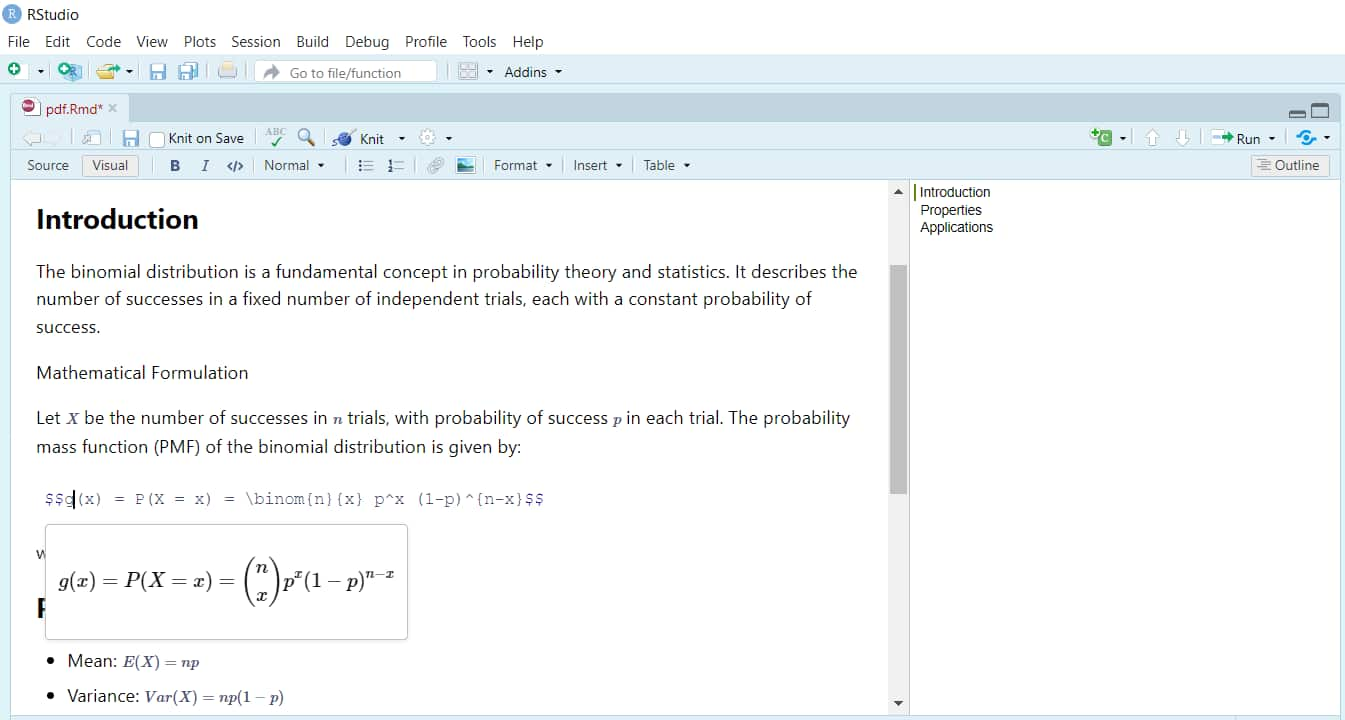 R RStudio
File Edit Code View Plots Session Build Debug Profile Tools Help
Go to file/function Addins
pdf.Rmd*
Knit on Save ABC Knit Run
Source Visual B I </> Normal Format Insert Table Outline
Introduction
The binomial distribution is a fundamental concept in probability theory and statistics. It describes the
number of successes in a fixed number of independent trials, each with a constant probability of
success.
Mathematical Formulation
Let X be the number of successes in n trials, with probability of success p in each trial. The probability
mass function (PMF) of the binomial distribution is given by:
$$g(x) = P(X = x) = \binom{n}{x} p^x (1-p)^{n-x}$$
g(x) = P(X = x) = (n x) p^x (1 − p)^{n−x}
Mean: E(X) = np
Variance: Var(X) = np(1 − p)
Introduction
Properties
Applications